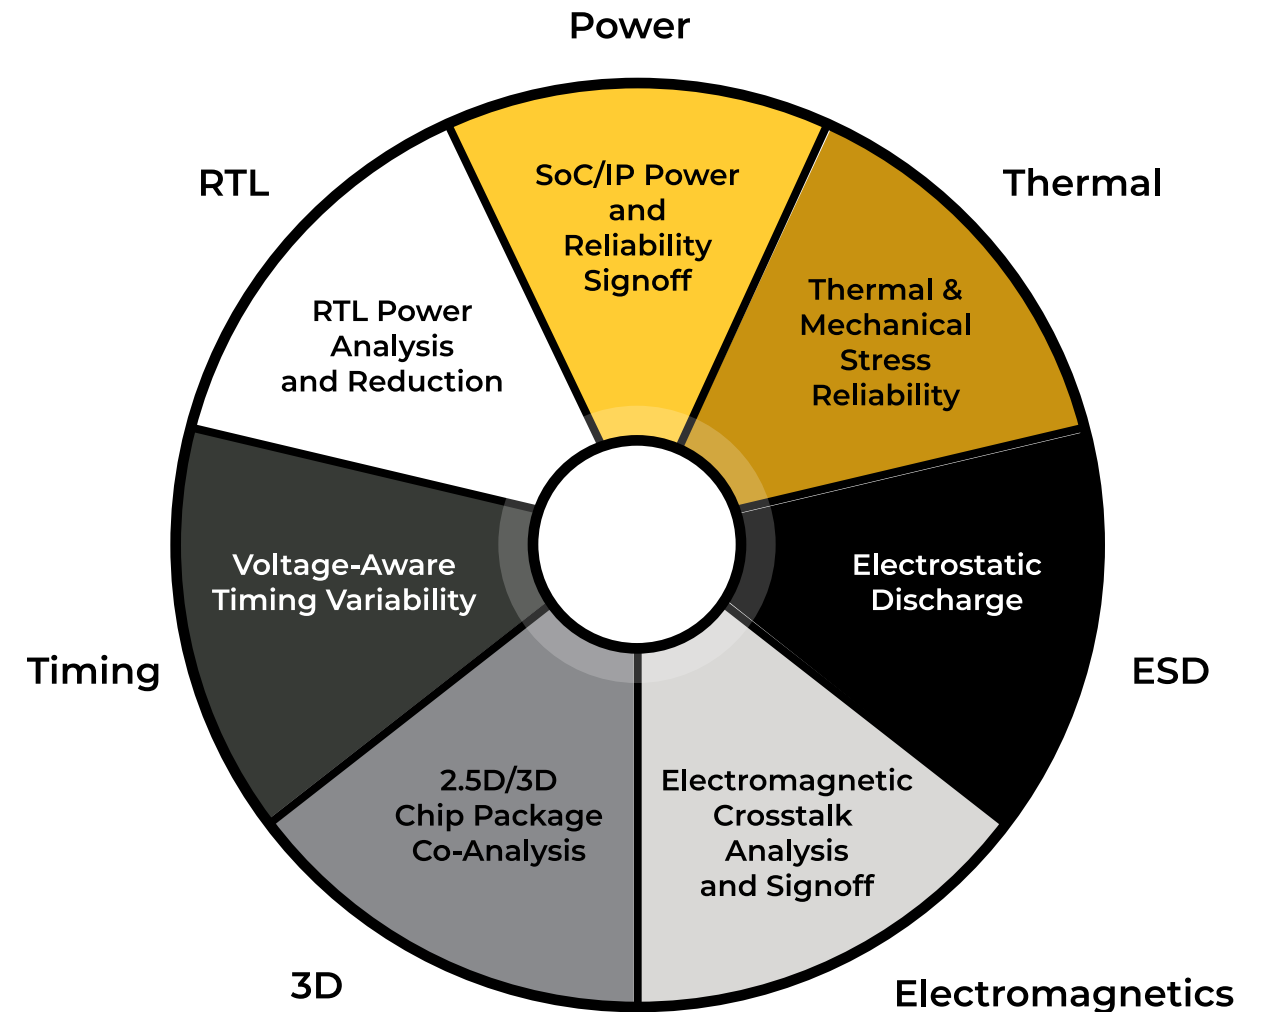 Power
RTL
Thermal
SoC/IP Power
and
Reliability
Signoff
Thermal &
Mechanical
Stress
Reliability
RTL Power
Analysis
and Reduction
Voltage-Aware
Timing Variability
Electrostatic
Discharge
Timing
ESD
2.5D/3D
Chip Package
Co-Analysis
Electromagnetic
Crosstalk
Analysis
and Signoff
3D
Electromagnetics